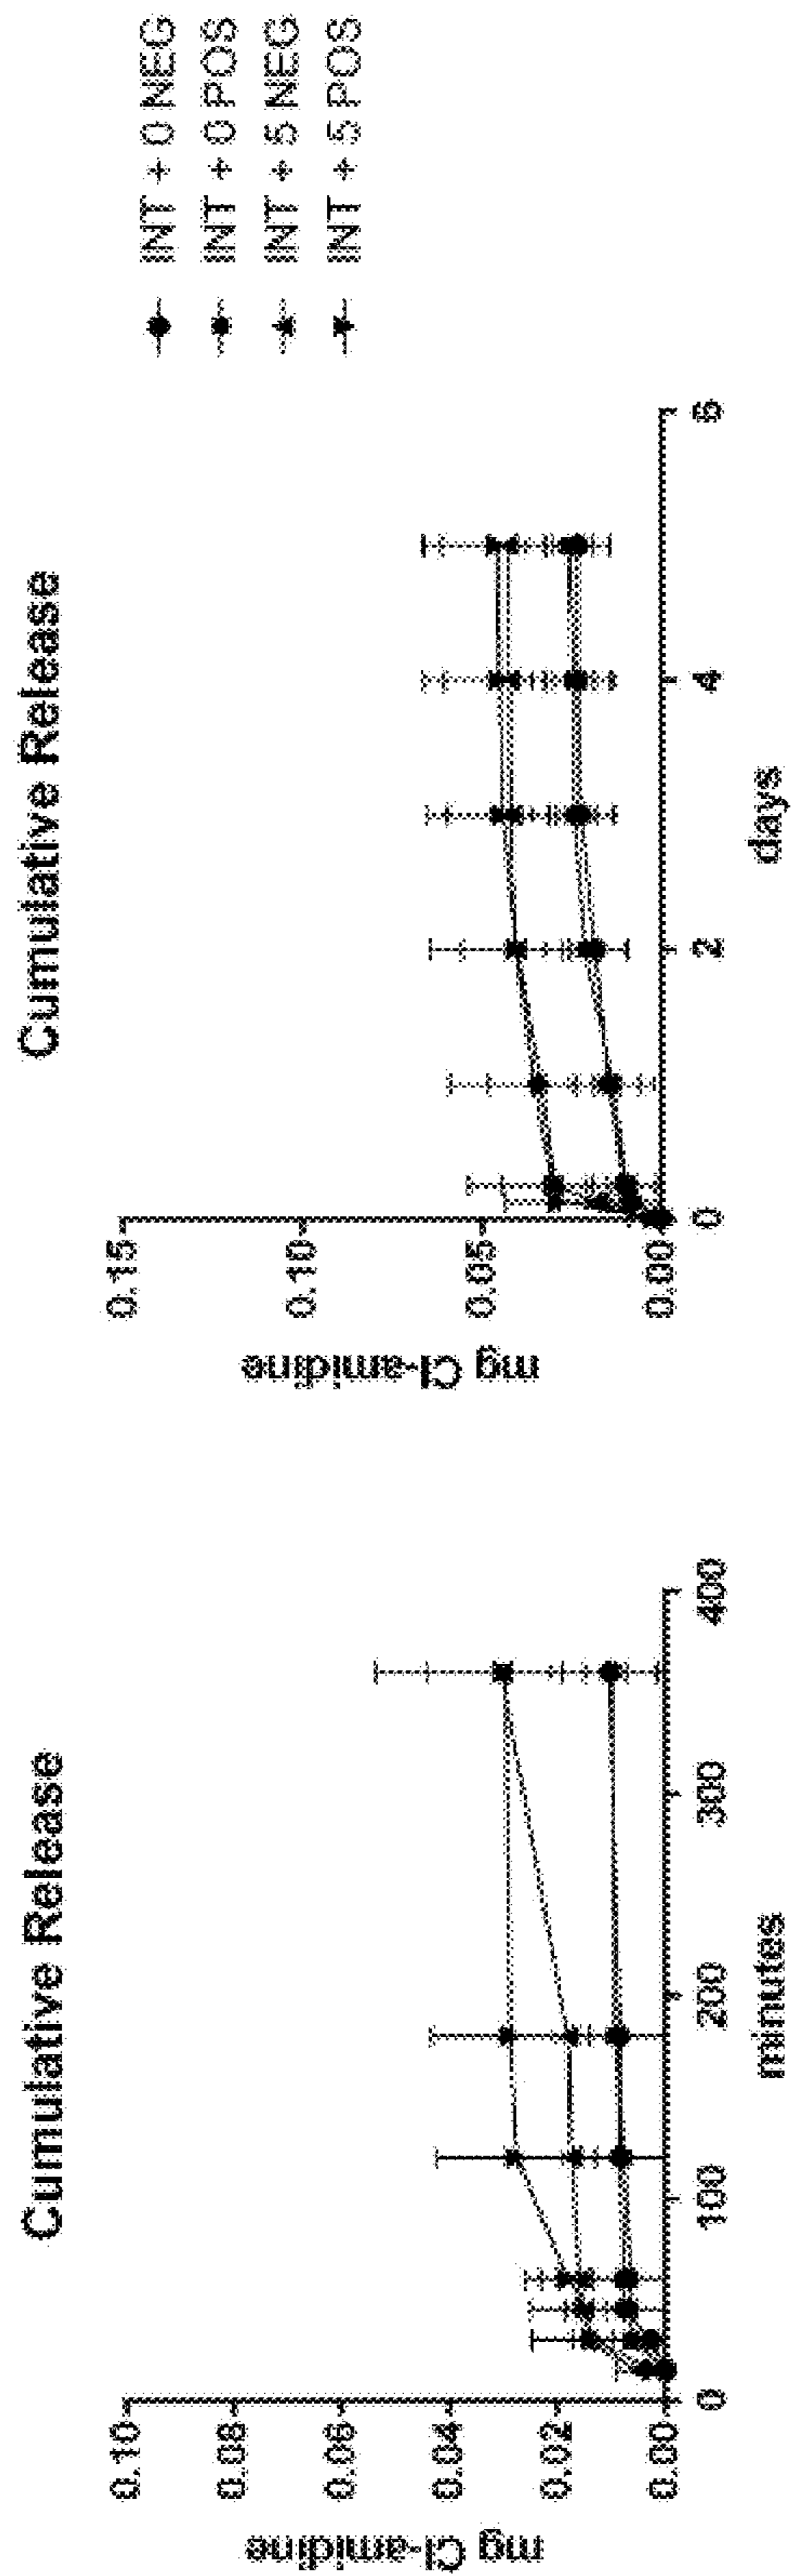 Cumulative Release
mg Cl-amidine
0.10
0.08
0.06
0.04
0.02
0.00
0
100
200
300
400
minutes
Cumulative Release
mg Cl-amidine
0.15
0.10
0.05
0.00
0
2
4
6
days
INT + 0 NEG
INT + 0 POS
INT + 5 NEG
INT + 5 POS